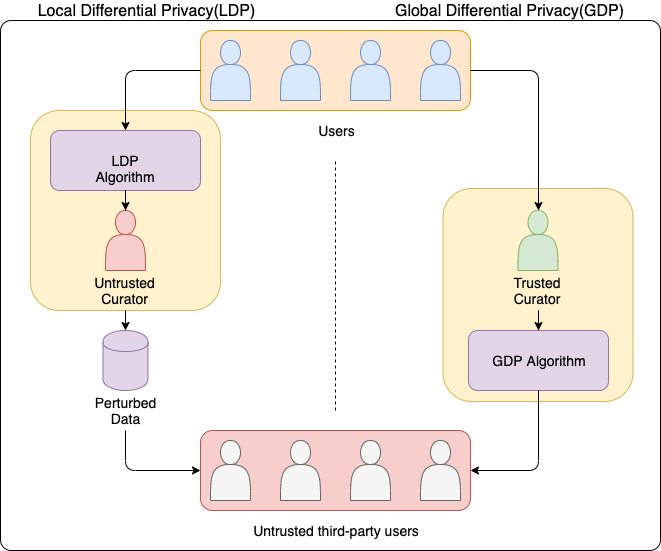 Local Differential Privacy(LDP)
Global Differential Privacy(GDP)
Users
LDP
Algorithm
Untrusted
Curator
Trusted
Curator
GDP Algorithm
Perturbed
Data
Untrusted third-party users